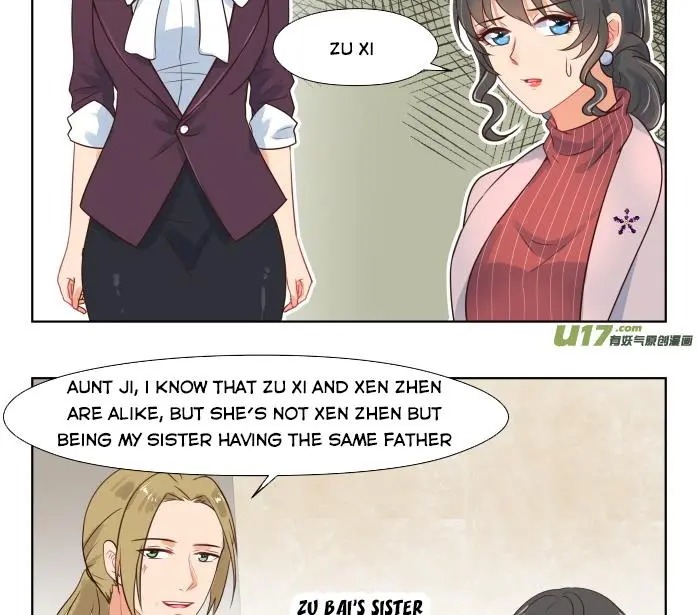 ZU XI
U17.com
有妖气原创漫画
AUNT JI, I KNOW THAT ZU XI AND XEN ZHEN
ARE ALIKE, BUT SHE'S NOT XEN ZHEN BUT
BEING MY SISTER HAVING THE SAME FATHER
ZU BAI'S SISTER